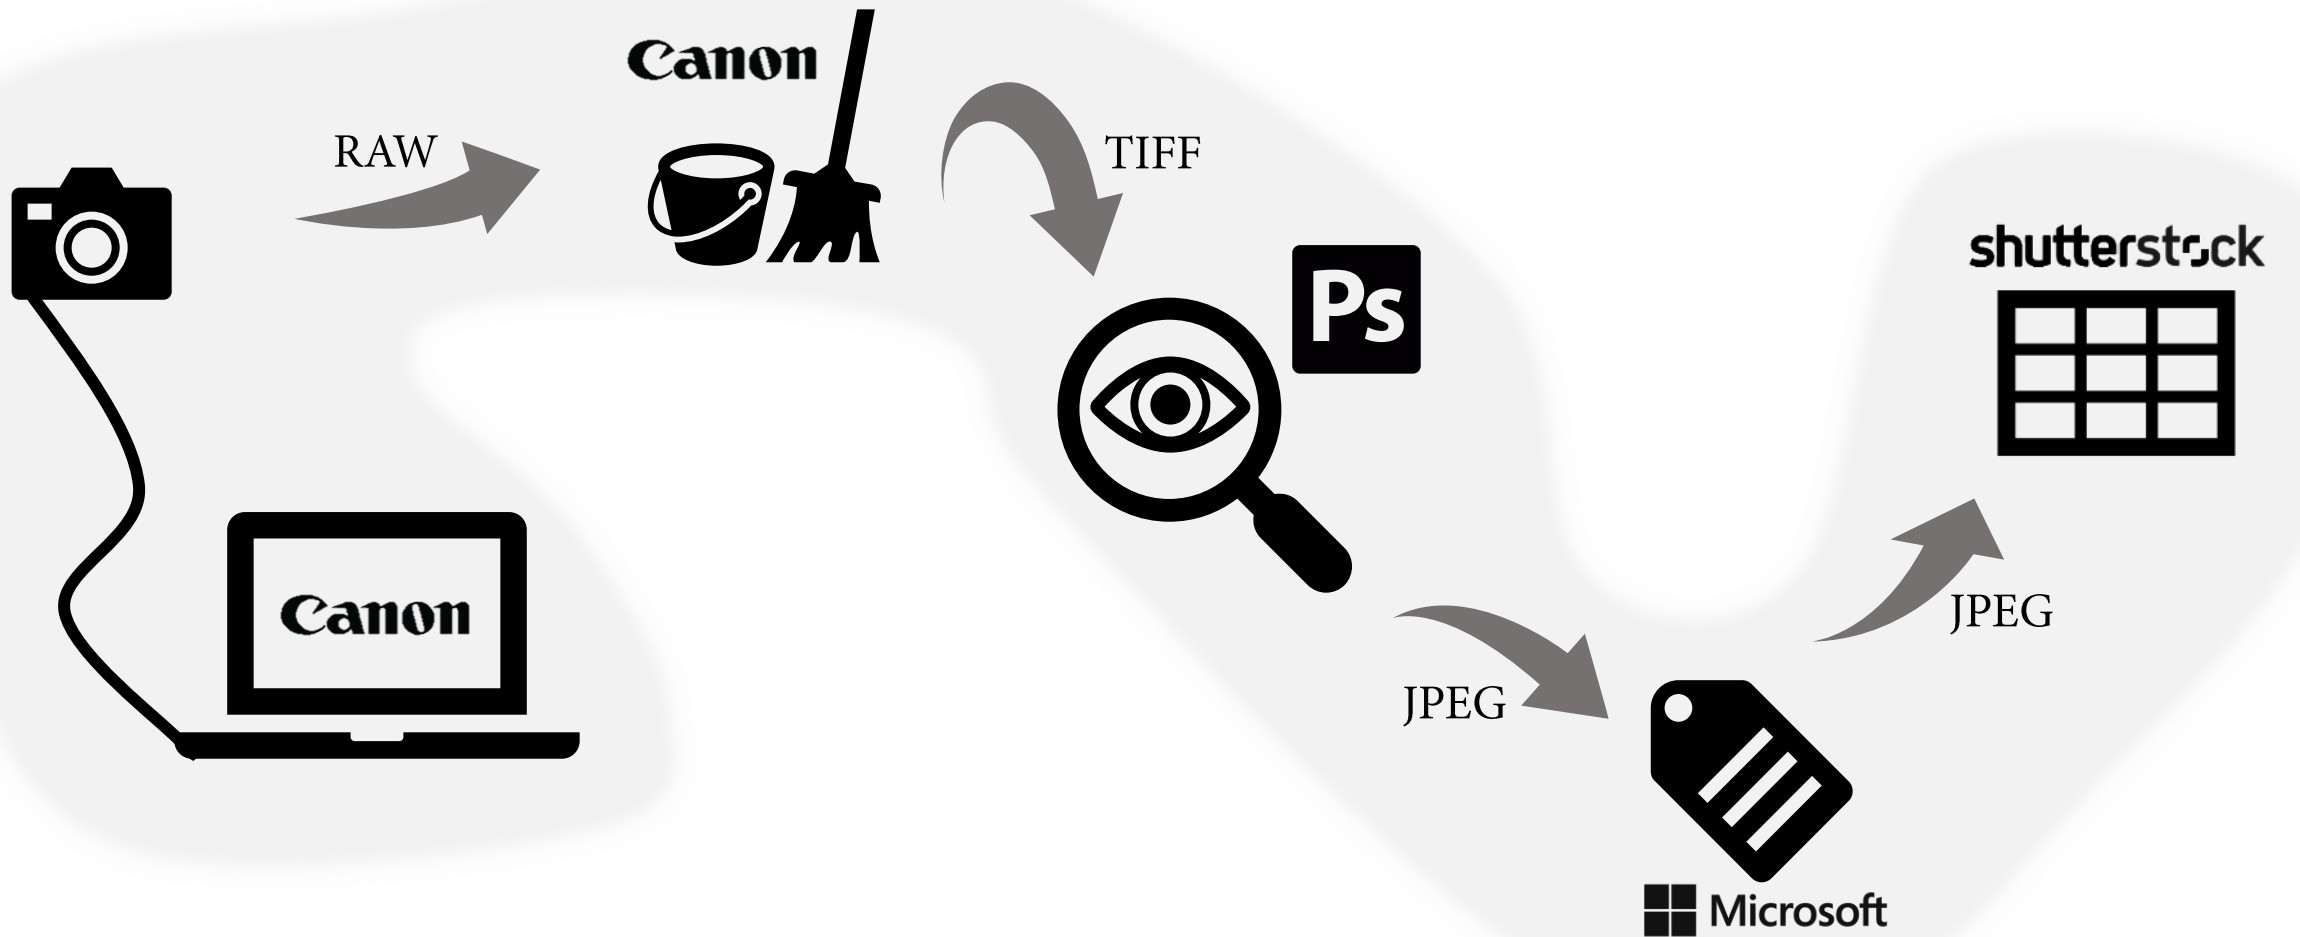 Canon
RAW
TIFF
Ps
shutterstock
Canon
JPEG
JPEG
Microsoft